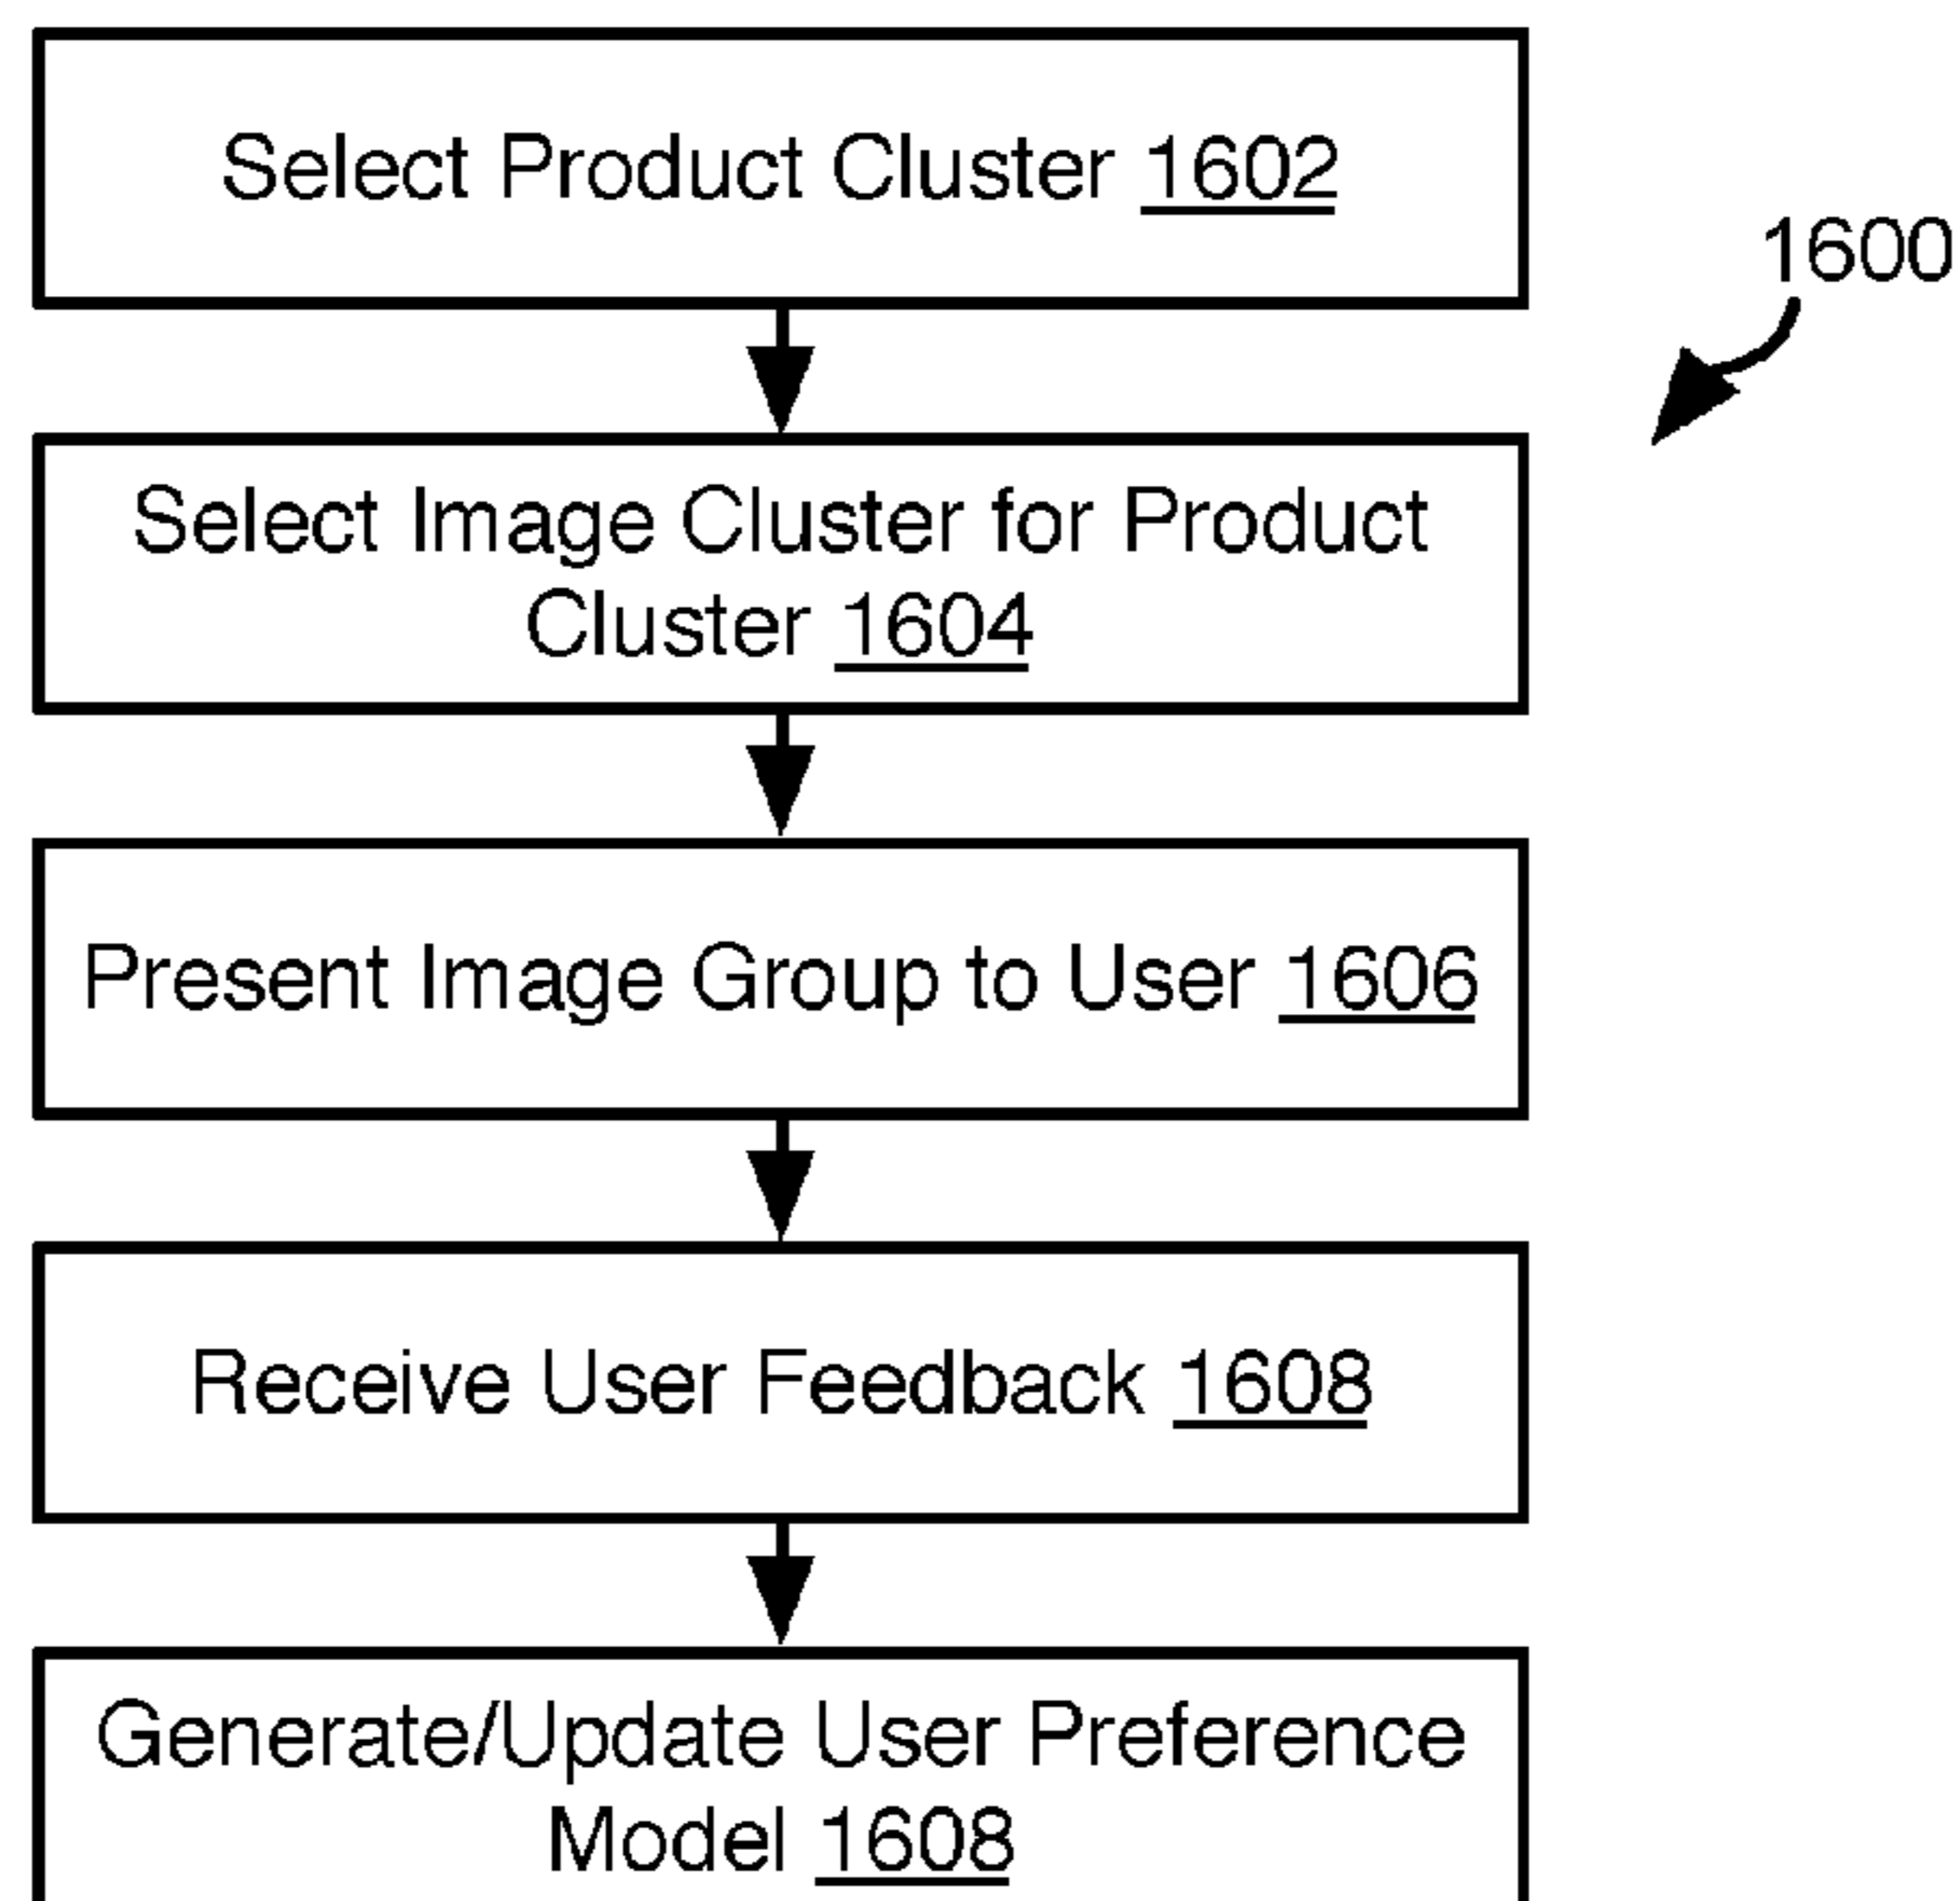 Select Product Cluster 1602
1600
Select Image Cluster for Product
Cluster 1604
Present Image Group to User 1606
Receive User Feedback 1608
Generate/Update User Preference
Model 1608